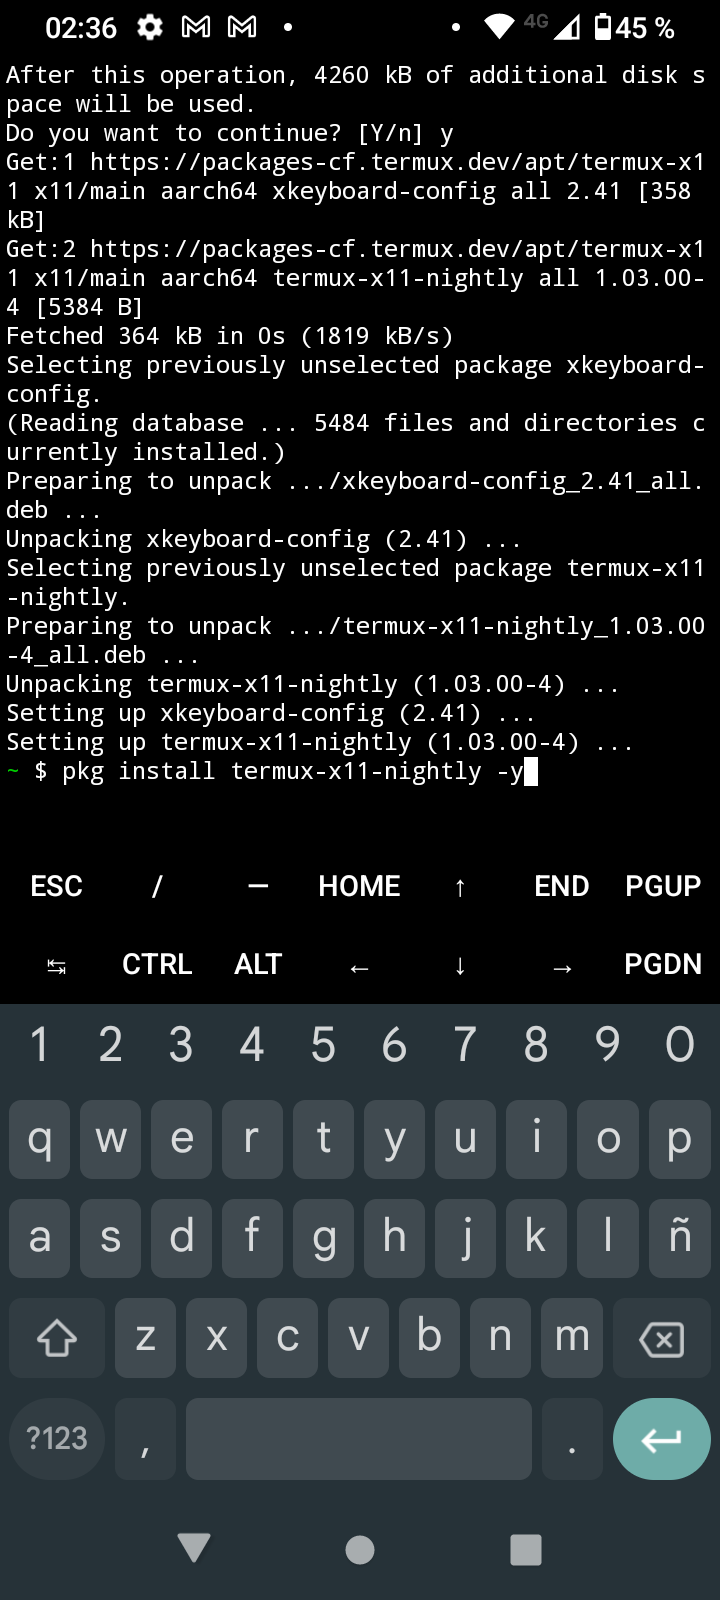 02:36 4G 45 %
After this operation, 4260 kB of additional disk s
pace will be used.
Do you want to continue? [Y/n] y
Get:1 https://packages-cf.termux.dev/apt/termux-x1
1 x11/main aarch64 xkeyboard-config all 2.41 [358
kB]
Get:2 https://packages-cf.termux.dev/apt/termux-x1
1 x11/main aarch64 termux-x11-nightly all 1.03.00-
4 [5384 B]
Fetched 364 kB in 0s (1819 kB/s)
Selecting previously unselected package xkeyboard-
config.
(Reading database ... 5484 files and directories c
urrently installed.)
Preparing to unpack .../xkeyboard-config_2.41_all.
deb ...
Unpacking xkeyboard-config (2.41) ...
Selecting previously unselected package termux-x11
-nightly.
Preparing to unpack .../termux-x11-nightly_1.03.00
-4_all.deb ...
Unpacking termux-x11-nightly (1.03.00-4) ...
Setting up xkeyboard-config (2.41) ...
Setting up termux-x11-nightly (1.03.00-4) ...
~ $ pkg install termux-x11-nightly -y
ESC / — HOME ↑ END PGUP
↹ CTRL ALT ← ↓ → PGDN
1 2 3 4 5 6 7 8 9 0
q w e r t y u i o p
a s d f g h j k l ñ
z x c v b n m
?123 , .